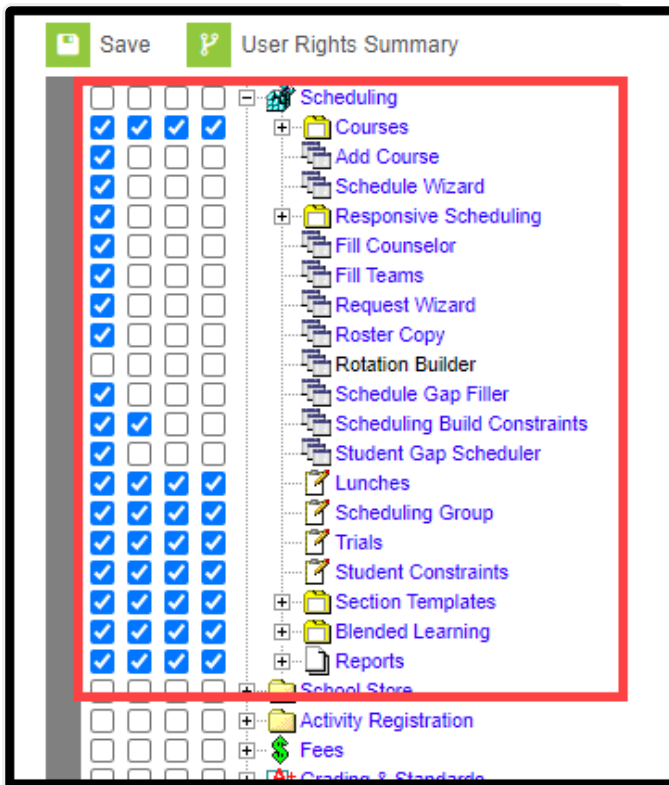 Save User Rights Summary
Scheduling
Courses
Add Course
Schedule Wizard
Responsive Scheduling
Fill Counselor
Fill Teams
Request Wizard
Roster Copy
Rotation Builder
Schedule Gap Filler
Scheduling Build Constraints
Student Gap Scheduler
Lunches
Scheduling Group
Trials
Student Constraints
Section Templates
Blended Learning
Reports
School Store
Activity Registration
Fees
Grading & Standards